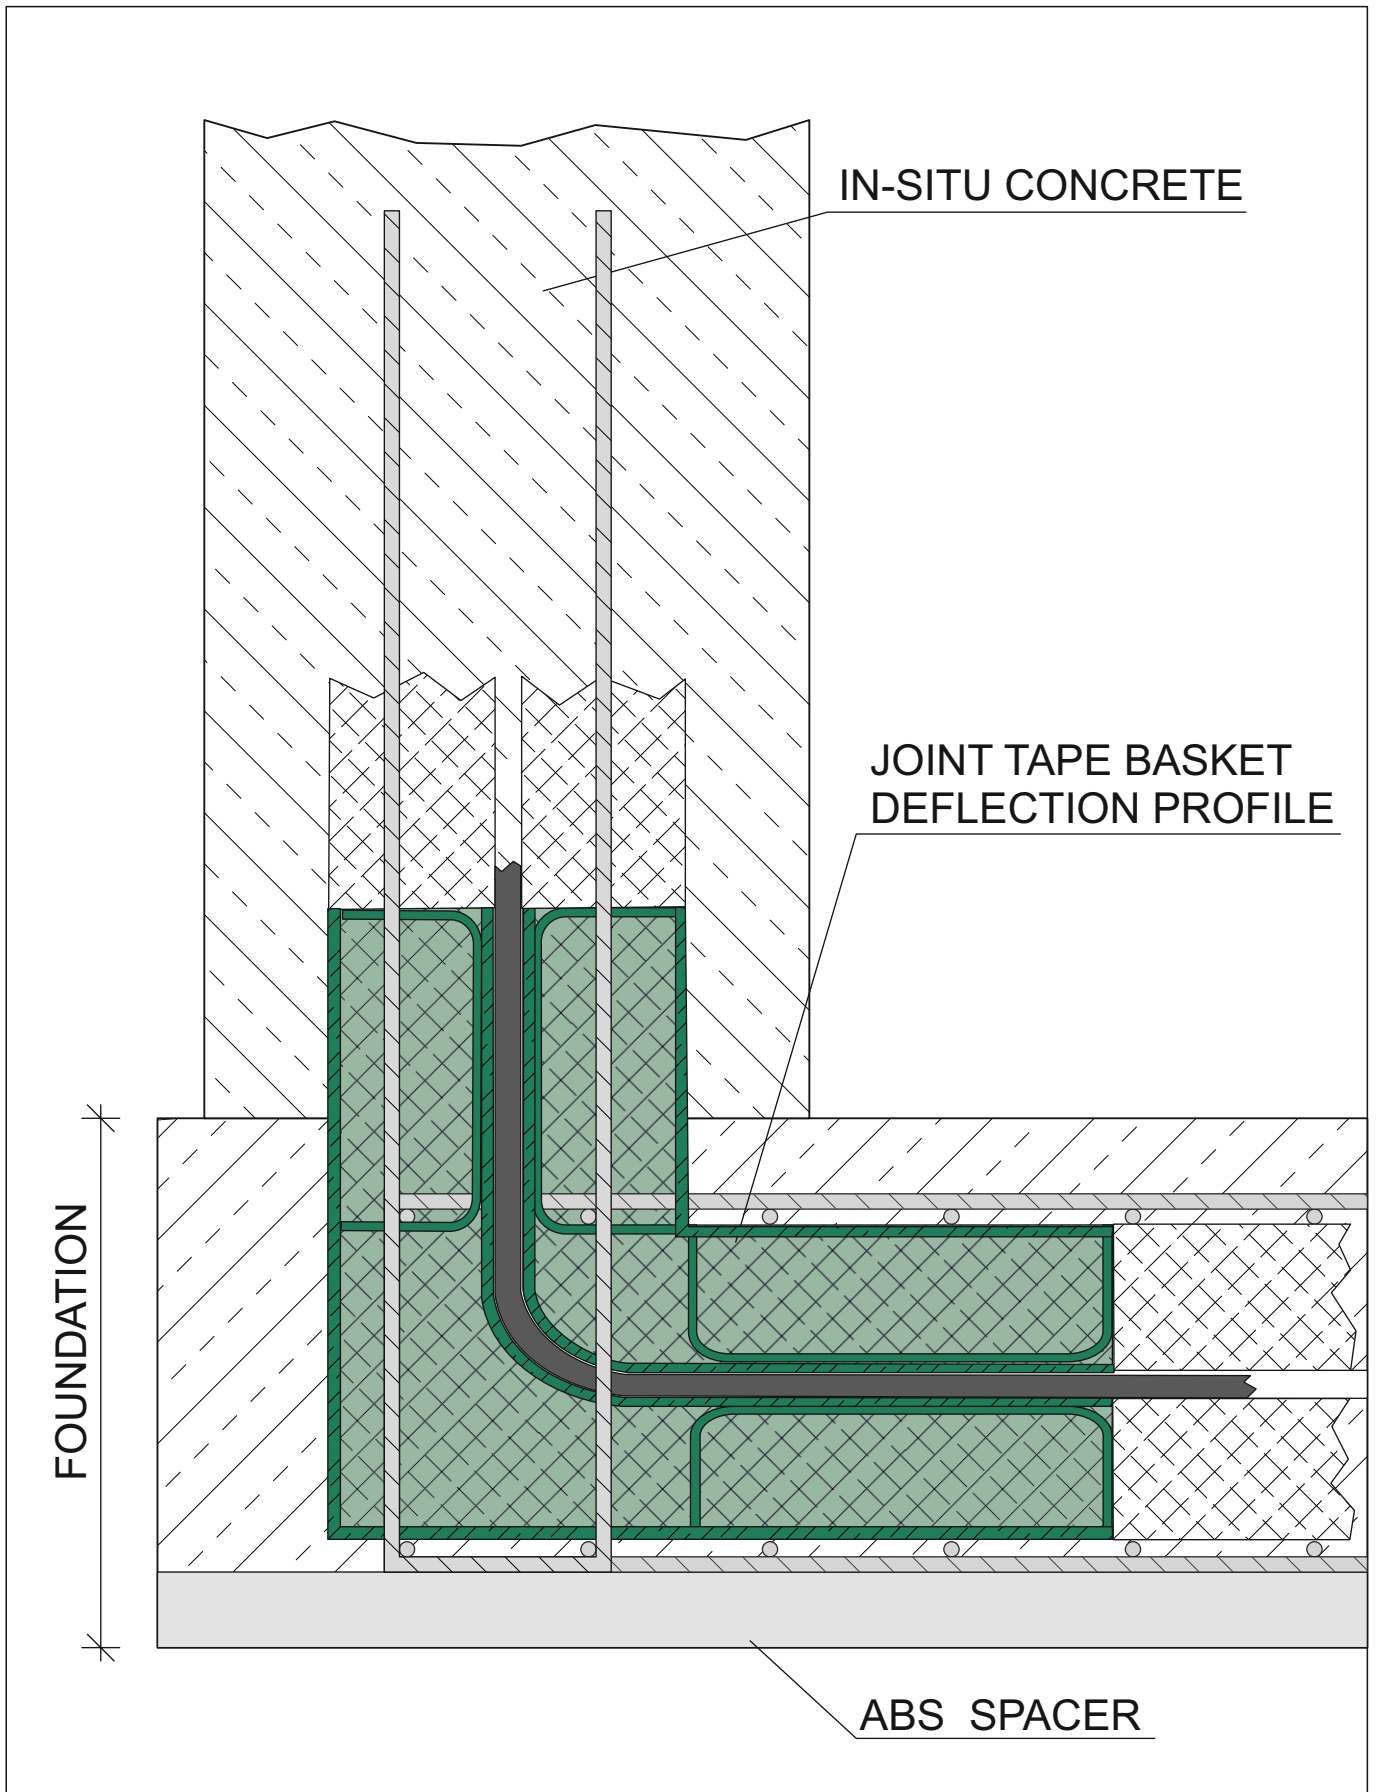 IN-SITU CONCRETE
JOINT TAPE BASKET
DEFLECTION PROFILE
FOUNDATION
ABS SPACER